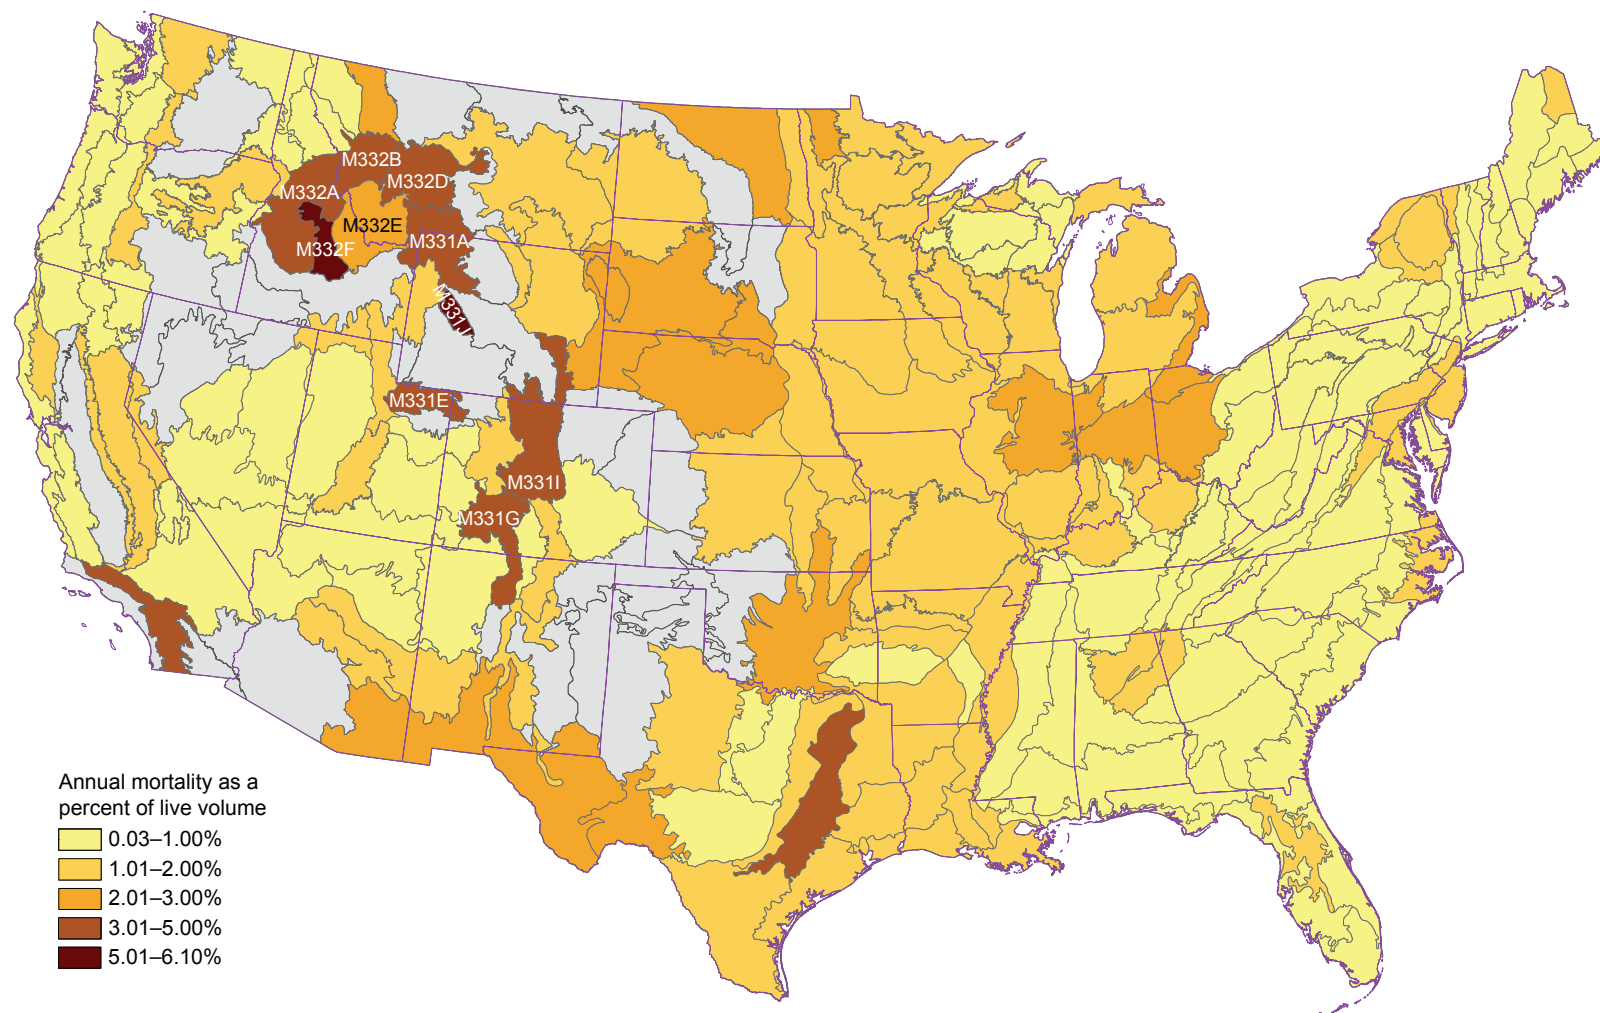 M332B
M332D
M332A
M332E
M332F
M331A
M331J
M331E
M331I
M331G
Annual mortality as a
percent of live volume
0.03–1.00%
1.01–2.00%
2.01–3.00%
3.01–5.00%
5.01–6.10%